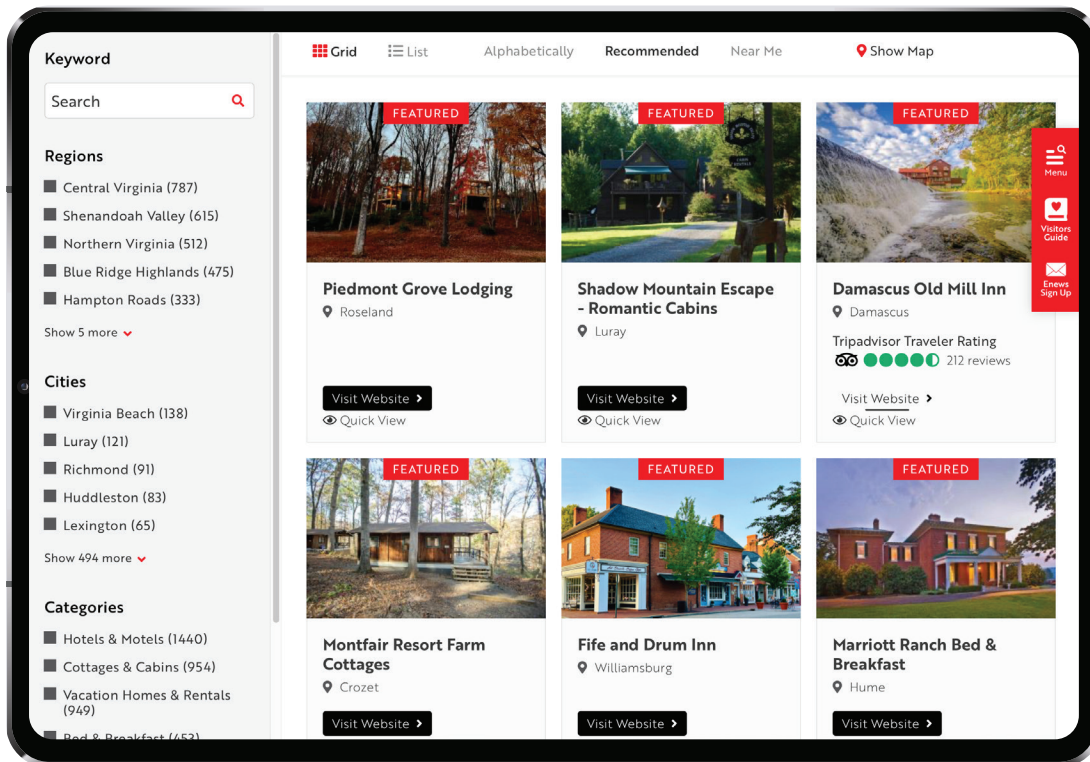 Keyword
Search
Regions
Central Virginia (787)
Shenandoah Valley (615)
Northern Virginia (512)
Blue Ridge Highlands (475)
Hampton Roads (333)
Show 5 more
Cities
Virginia Beach (138)
Luray (121)
Richmond (91)
Huddleston (83)
Lexington (65)
Show 494 more
Categories
Hotels & Motels (1440)
Cottages & Cabins (954)
Vacation Homes & Rentals
(949)
Bed & Breakfast (453)
Grid List Alphabetically Recommended Near Me Show Map
FEATURED
Piedmont Grove Lodging
Roseland
Visit Website
Quick View
FEATURED
Shadow Mountain Escape
- Romantic Cabins
Luray
Visit Website
Quick View
FEATURED
Damascus Old Mill Inn
Damascus
Tripadvisor Traveler Rating
212 reviews
Visit Website
Quick View
FEATURED
Montfair Resort Farm
Cottages
Crozet
Visit Website
FEATURED
Fife and Drum Inn
Williamsburg
Visit Website
FEATURED
Marriott Ranch Bed &
Breakfast
Hume
Visit Website
Menu
Visitors
Guide
Enews
Sign Up